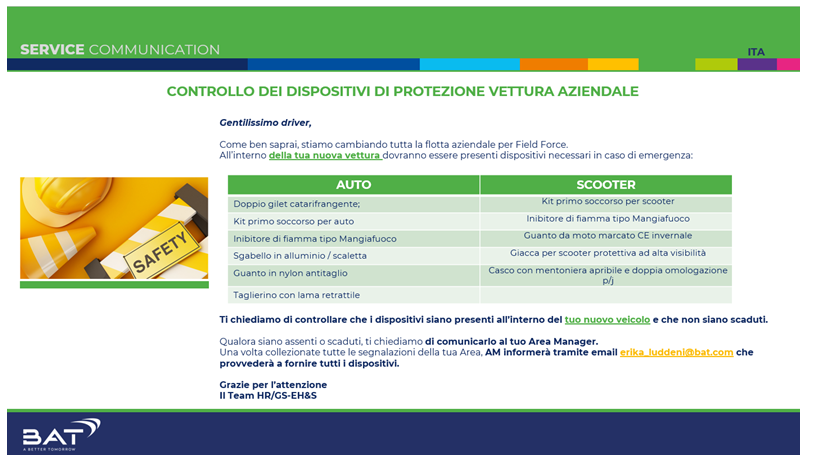 SERVICE COMMUNICATION
ITA
CONTROLLO DEI DISPOSITIVI DI PROTEZIONE VETTURA AZIENDALE
Gentilissimo driver,
Come ben saprai, stiamo cambiando tutta la flotta aziendale per Field Force.
All'interno della tua nuova vettura dovranno essere presenti dispositivi necessari in caso di emergenza:
AUTO SCOOTER
Doppio gilet catarifrangente; Kit primo soccorso per scooter
Kit primo soccorso per auto Inibitore di fiamma tipo Mangiafuoco
Inibitore di fiamma tipo Mangiafuoco Guanto da moto marcato CE invernale
Sgabello in alluminio / scaletta Giacca per scooter protettiva ad alta visibilità
Guanto in nylon antitaglio Casco con mentoniera apribile e doppia omologazione
p/j
Taglierino con lama retrattile
SAFETY
Ti chiediamo di controllare che i dispositivi siano presenti all'interno del tuo nuovo veicolo e che non siano scaduti.
Qualora siano assenti o scaduti, ti chiediamo di comunicarlo al tuo Area Manager.
Una volta collezionate tutte le segnalazioni della tua Area, AM informerà tramite email erika_luddeni@bat.com che
provvederà a fornire tutti i dispositivi.
Grazie per l'attenzione
Il Team HR/GS-EH&S
BAT
A BETTER TOMORROW